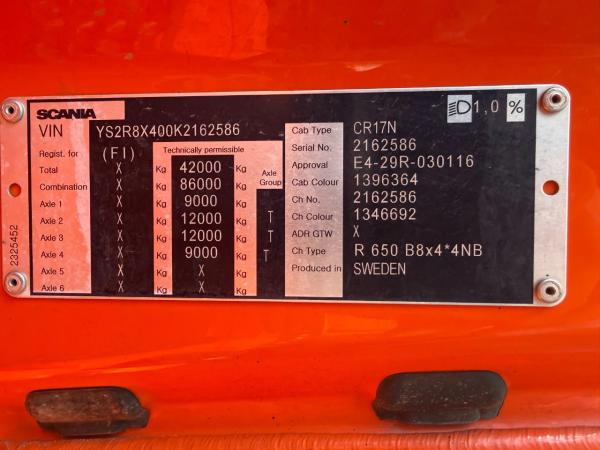 SCANIA 1,0 %
VIN YS2R8X400K2162586
Regist. for (FI) Technically permissible
Total X Kg 42000 Kg Axle Group
Combination X Kg 86000 Kg
Axle 1 X Kg 9000 Kg
Axle 2 X Kg 12000 Kg T
Axle 3 X Kg 12000 Kg T
Axle 4 X Kg 9000 Kg T
Axle 5 X Kg X Kg
Axle 6 X Kg X Kg
2325452
Cab Type CR17N
Serial No. 2162586
Approval E4-29R-030116
Cab Colour 1396364
Ch No. 2162586
Ch Colour 1346692
ADR GTW X
Ch Type R 650 B8x4*4NB
Produced in SWEDEN